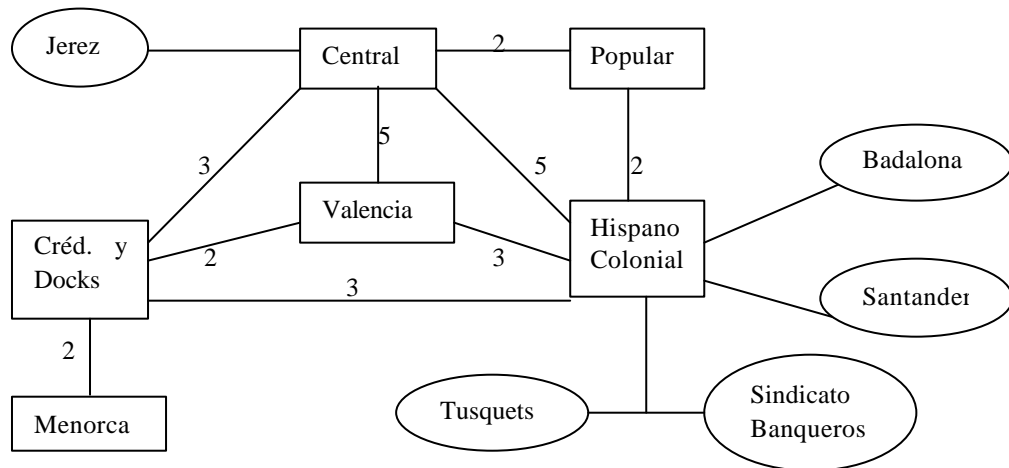 Jerez
Central
2
Popular
5
3
5
2
Badalona
Valencia
Hispano
Colonial
Créd. y
Docks
2
3
3
Santander
2
Menorca
Tusquets
Sindicato
Banqueros